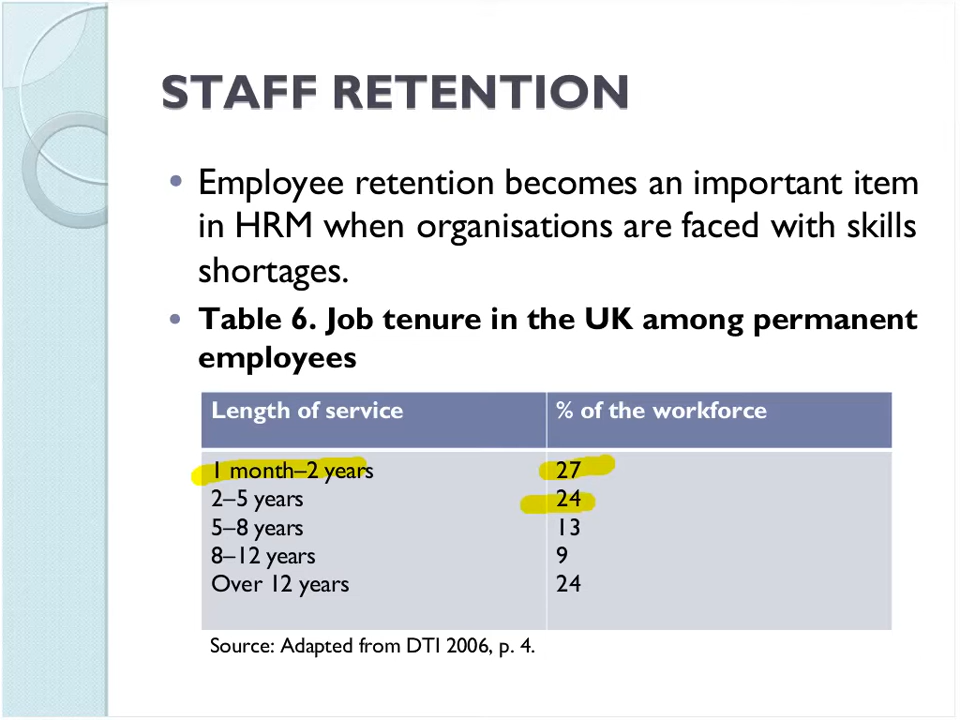 STAFF RETENTION
• Employee retention becomes an important item
in HRM when organisations are faced with skills
shortages.
• Table 6. Job tenure in the UK among permanent
employees
Length of service % of the workforce
1 month–2 years 27
2–5 years 24
5–8 years 13
8–12 years 9
Over 12 years 24
Source: Adapted from DTI 2006, p. 4.